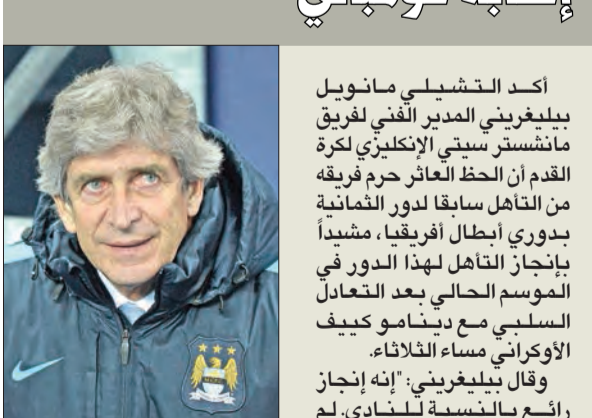 أكد التشيلي مانويل
بيليغريني المدير الفني لفريق
مانشستر سيتي الإنكليزي لكرة
القدم أن الحظ العاثر حرم فريقه
من التأهل سابقا لدور الثمانية
بدوري أبطال أفريقيا، مشيداً
بإنجاز التأهل لهذا الدور في
الموسم الحالي بعد التعادل
السلبي مع دينامو كييف
الأوكراني مساء الثلاثاء.
وقال بيليغريني: "إنه إنجاز
رائع بالنسبة للنادي. لم